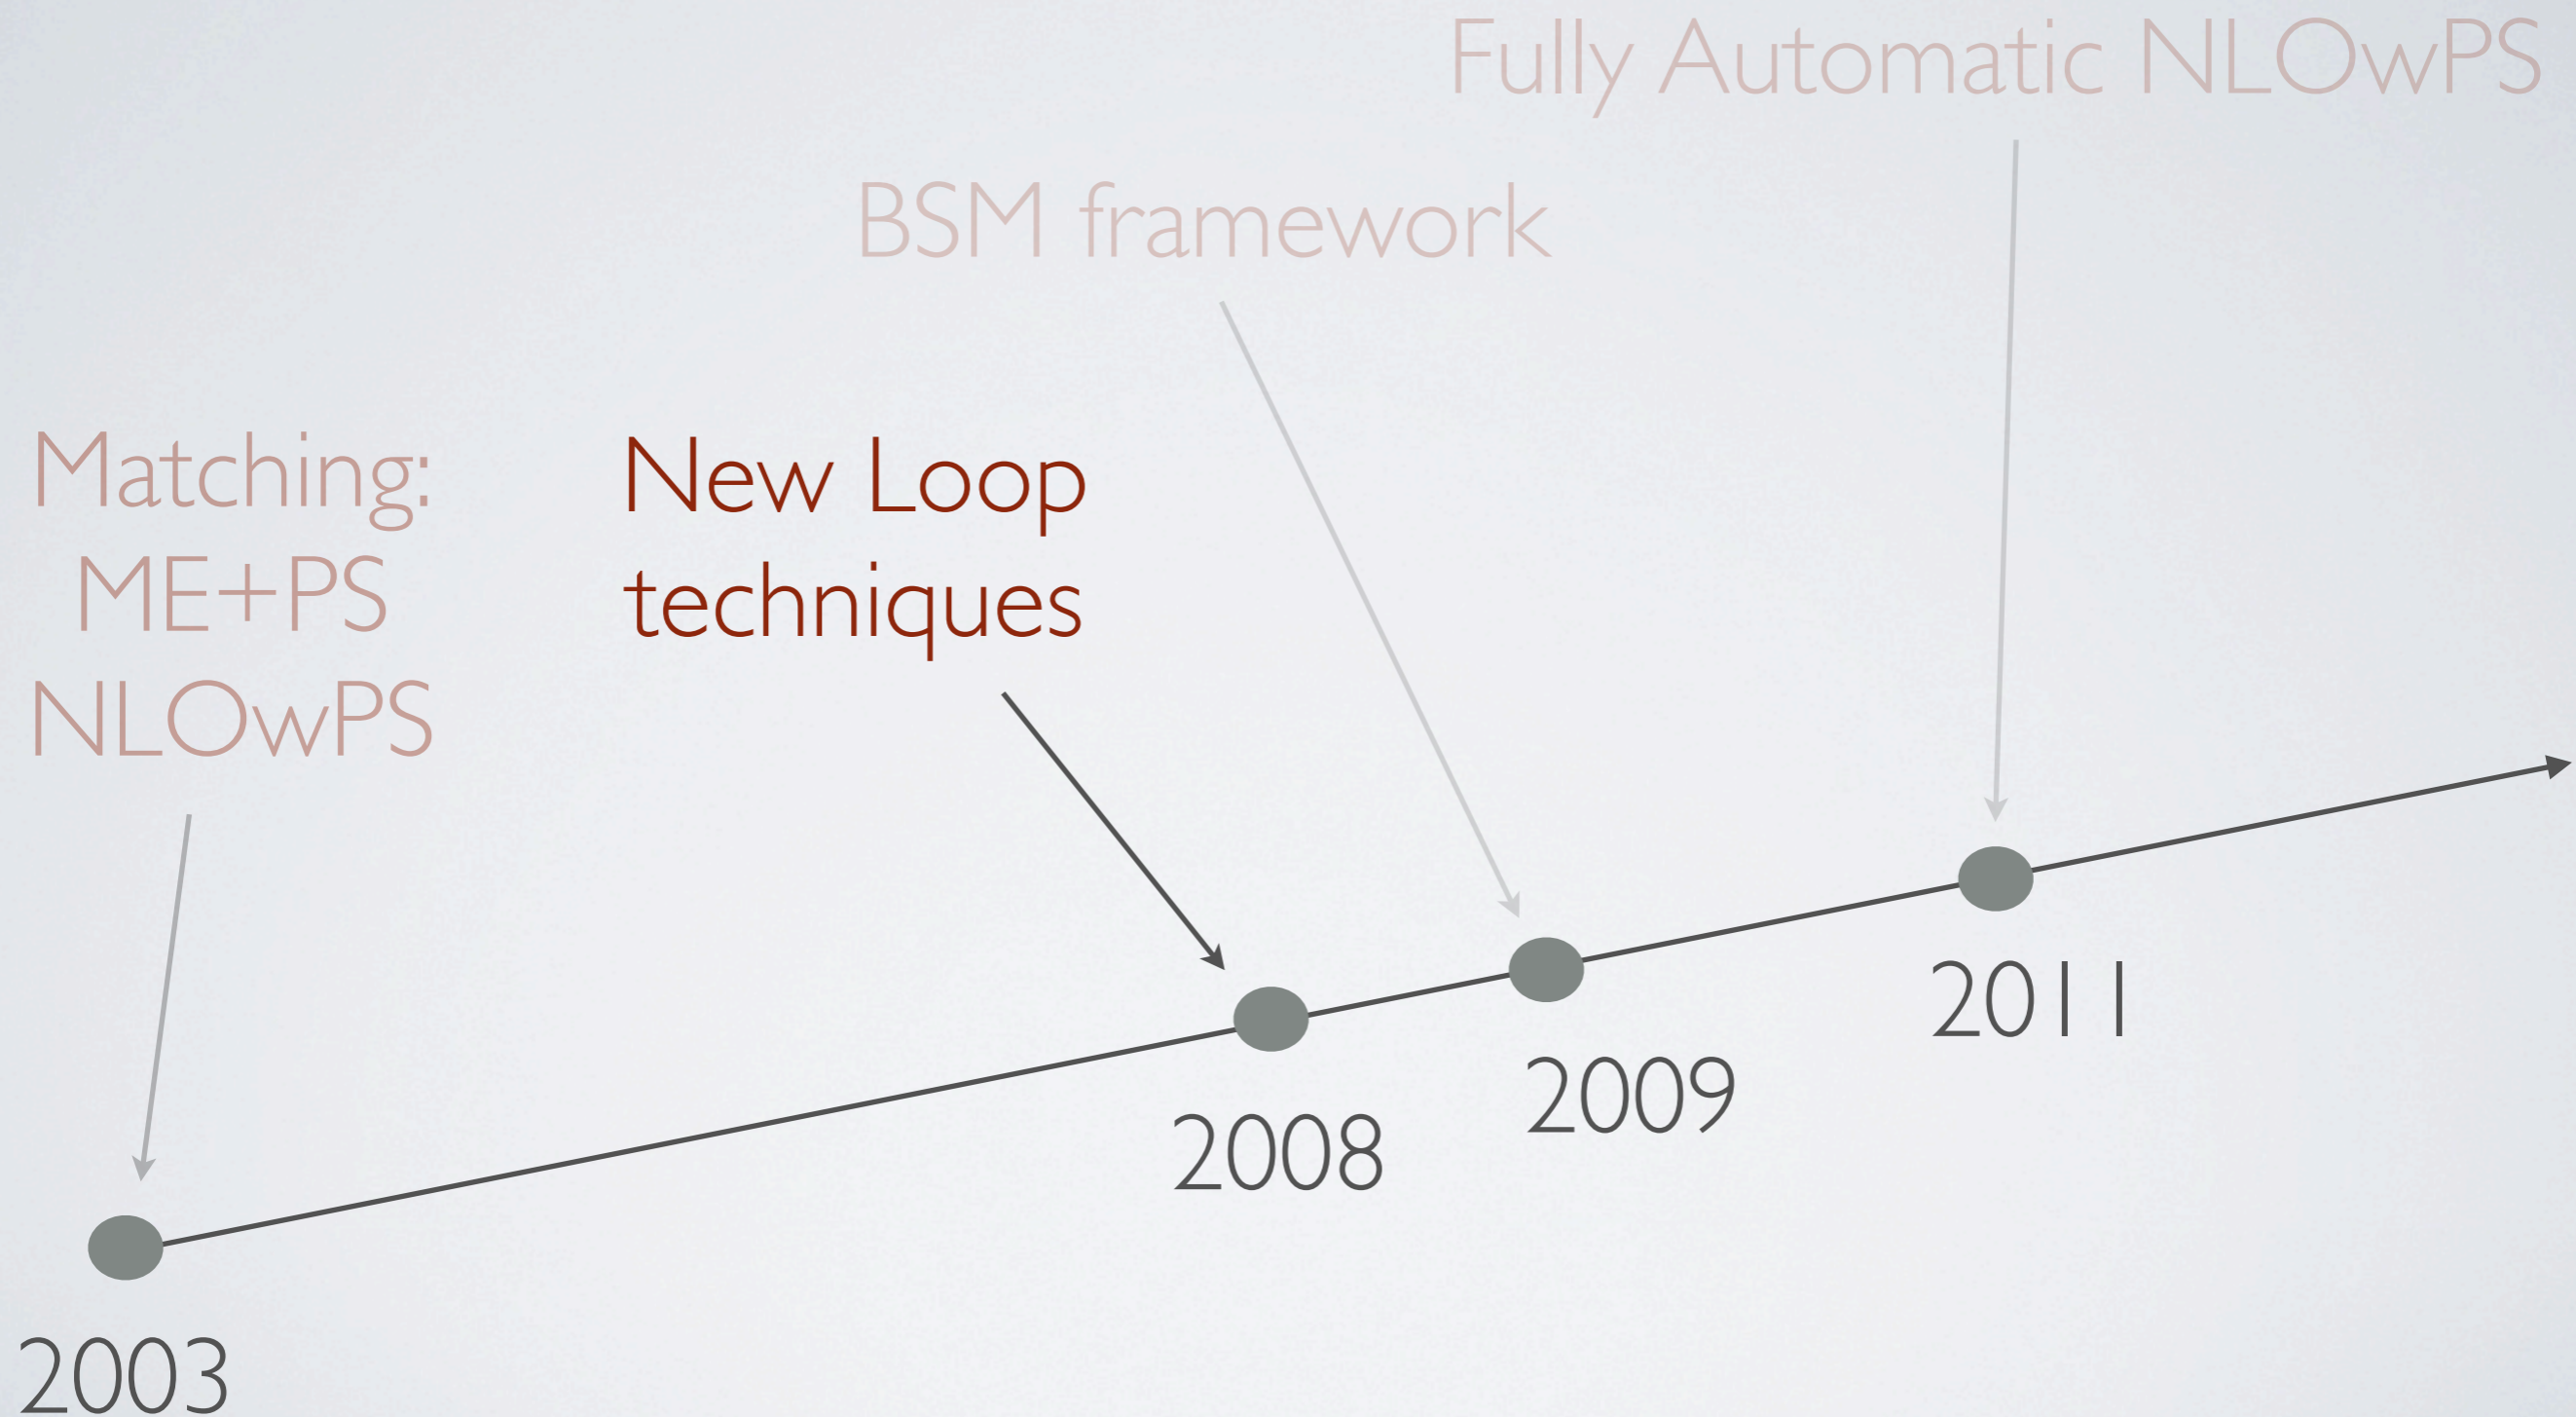 Fully Automatic NLOwPS
BSM framework
Matching:
ME+PS
NLOwPS
New Loop
techniques
2003
2008
2009
2011